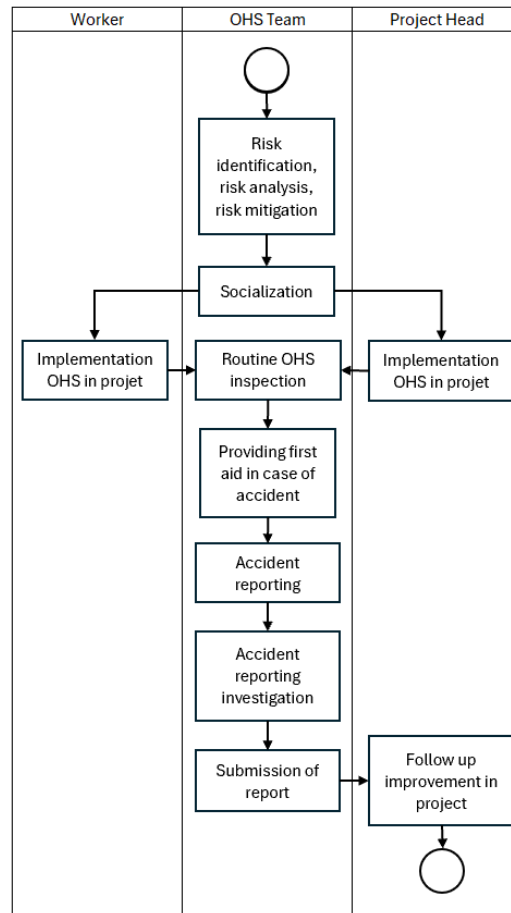 Worker
OHS Team
Project Head
Risk
identification,
risk analysis,
risk mitigation
Socialization
Implementation
OHS in projet
Routine OHS
inspection
Implementation
OHS in projet
Providing first
aid in case of
accident
Accident
reporting
Accident
reporting
investigation
Submission of
report
Follow up
improvement in
project